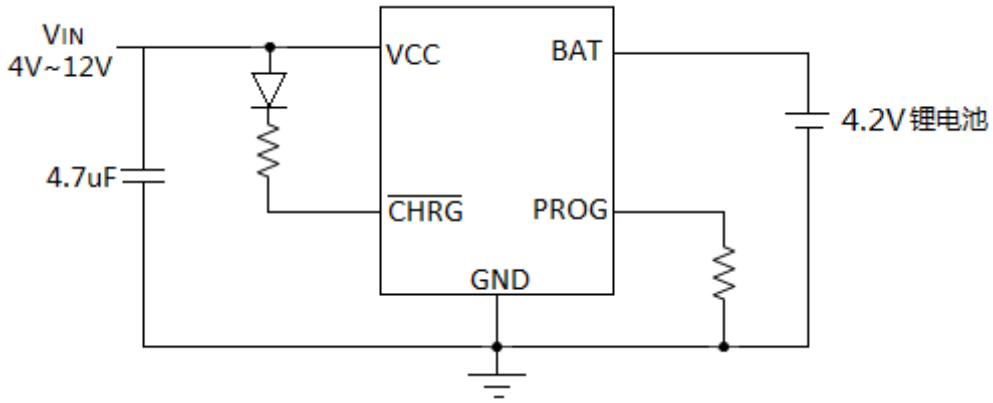 VIN
4V~12V
4.7uF
VCC
BAT
CHRG
PROG
GND
4.2V锂电池